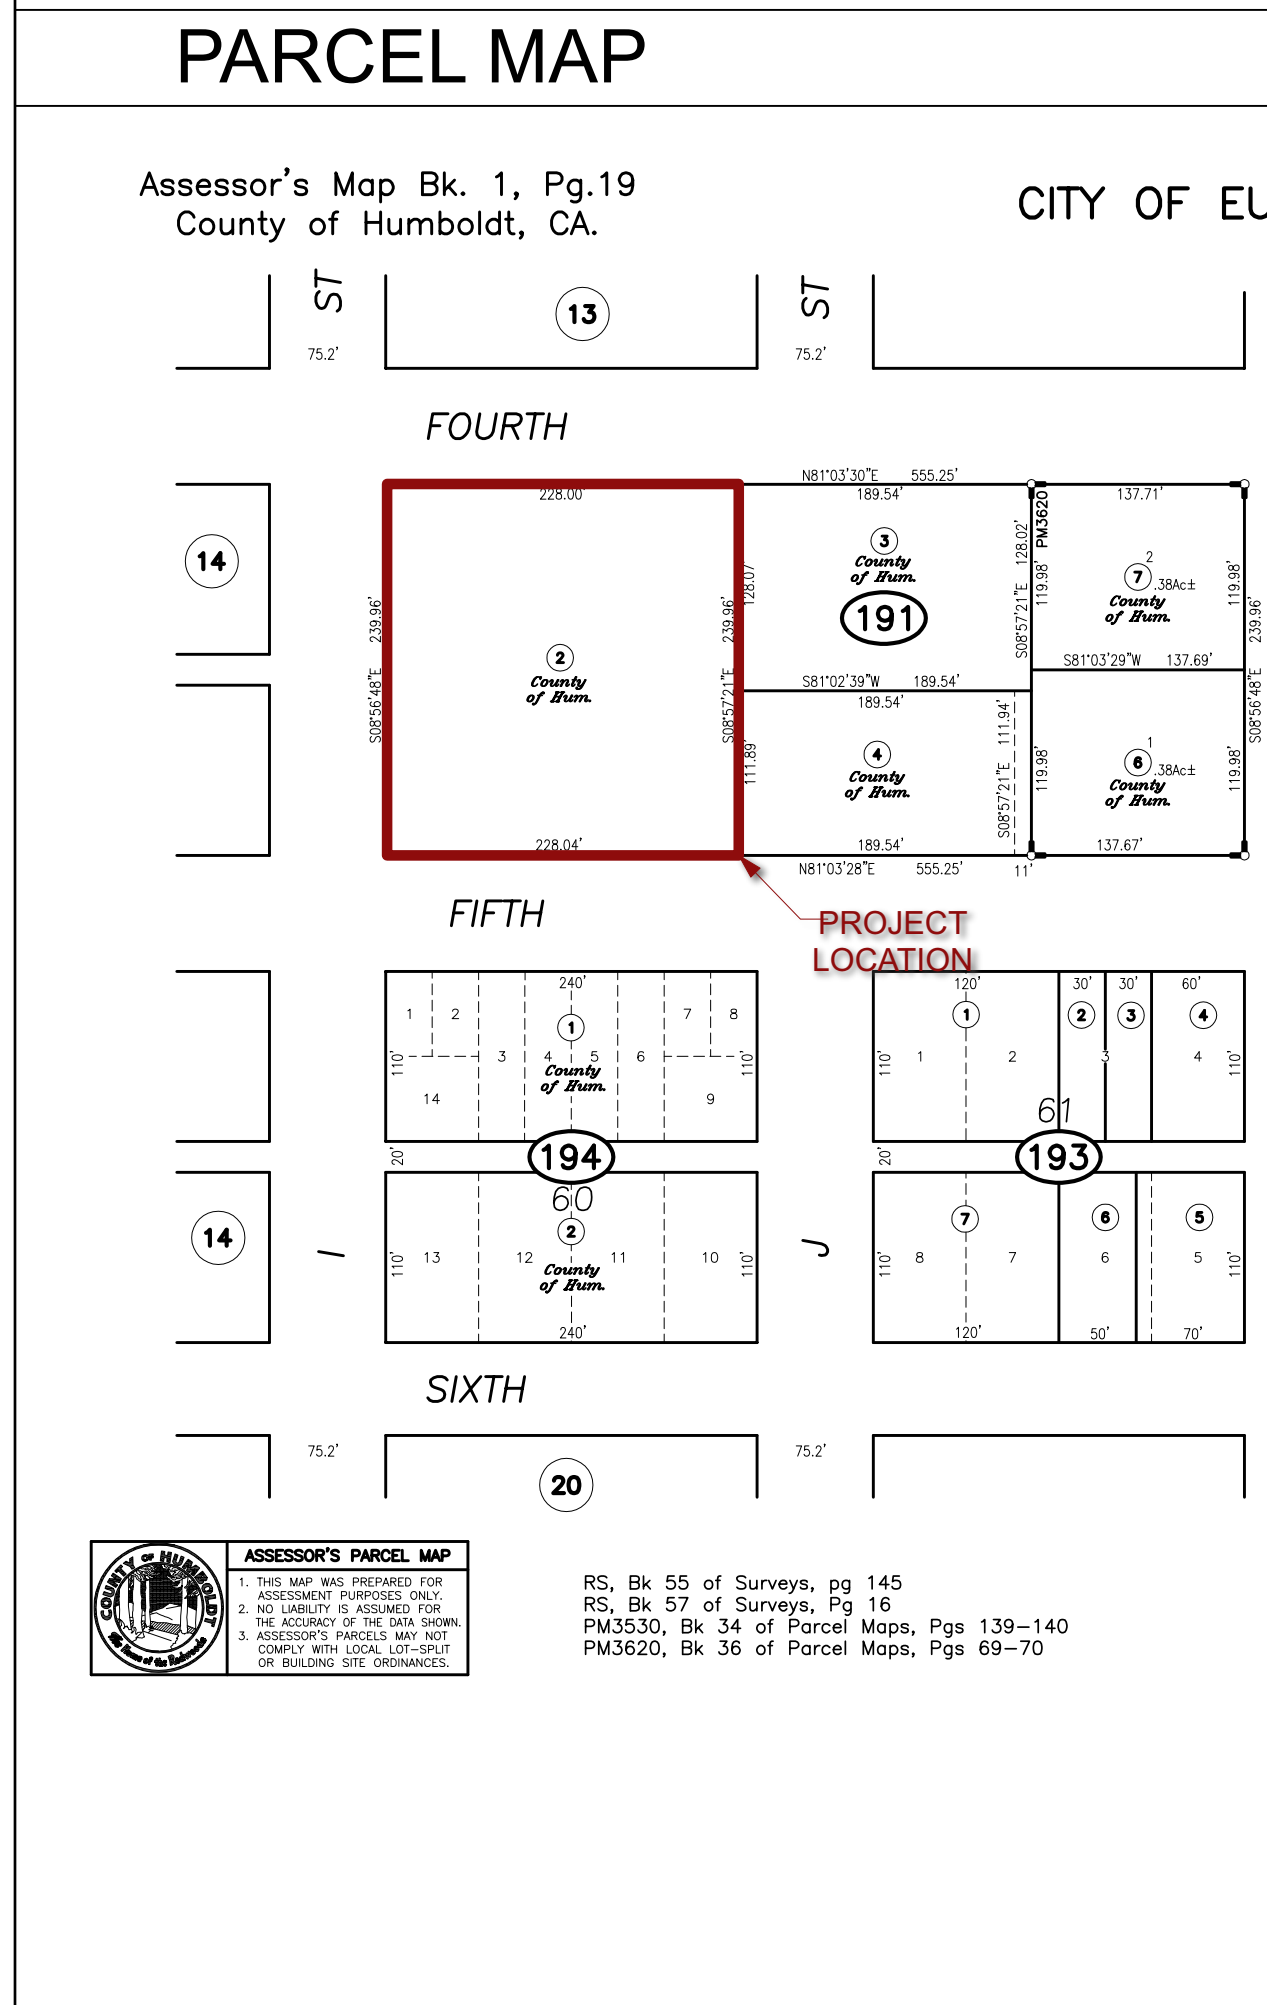 PARCEL MAP
Assessor's Map Bk. 1, Pg.19
County of Humboldt, CA.
CITY OF EU
ST
ST
13
75.2'
75.2'
FOURTH
N81°03'30"E 555.25'
228.00'
189.54'
137.71'
14
239.96'
S08°56'48"E
2
County
of Hum.
239.96'
S08°57'21"E
128.07
3
County
of Hum.
191
S08°57'21"E 128.02'
PM3620
119.98'
2
7
.38Ac±
County
of Hum.
119.98'
239.96'
S08°56'48"E
S81°03'29"W 137.69'
S81°02'39"W 189.54'
189.54'
111.89'
4
County
of Hum.
S08°57'21"E 111.94'
119.98'
1
6
.38Ac±
County
of Hum.
119.98'
228.04'
189.54'
137.67'
N81°03'28"E 555.25'
11'
FIFTH
PROJECT
LOCATION
240'
120'
30'
30'
60'
1
2
1
7
8
1
2
3
4
110'
3
4
5
6
110'
County
of Hum.
14
9
110'
1
2
3
4
110'
61
20'
194
20'
193
60
2
7
6
5
14
I
110'
13
12
11
10
110'
County
of Hum.
J
110'
8
7
6
5
110'
240'
120'
50'
70'
SIXTH
75.2'
75.2'
20
COUNTY OF HUMBOLDT
The Home of the Redwoods
ASSESSOR'S PARCEL MAP
1. THIS MAP WAS PREPARED FOR
ASSESSMENT PURPOSES ONLY.
2. NO LIABILITY IS ASSUMED FOR
THE ACCURACY OF THE DATA SHOWN.
3. ASSESSOR'S PARCELS MAY NOT
COMPLY WITH LOCAL LOT-SPLIT
OR BUILDING SITE ORDINANCES.
RS, Bk 55 of Surveys, pg 145
RS, Bk 57 of Surveys, Pg 16
PM3530, Bk 34 of Parcel Maps, Pgs 139-140
PM3620, Bk 36 of Parcel Maps, Pgs 69-70